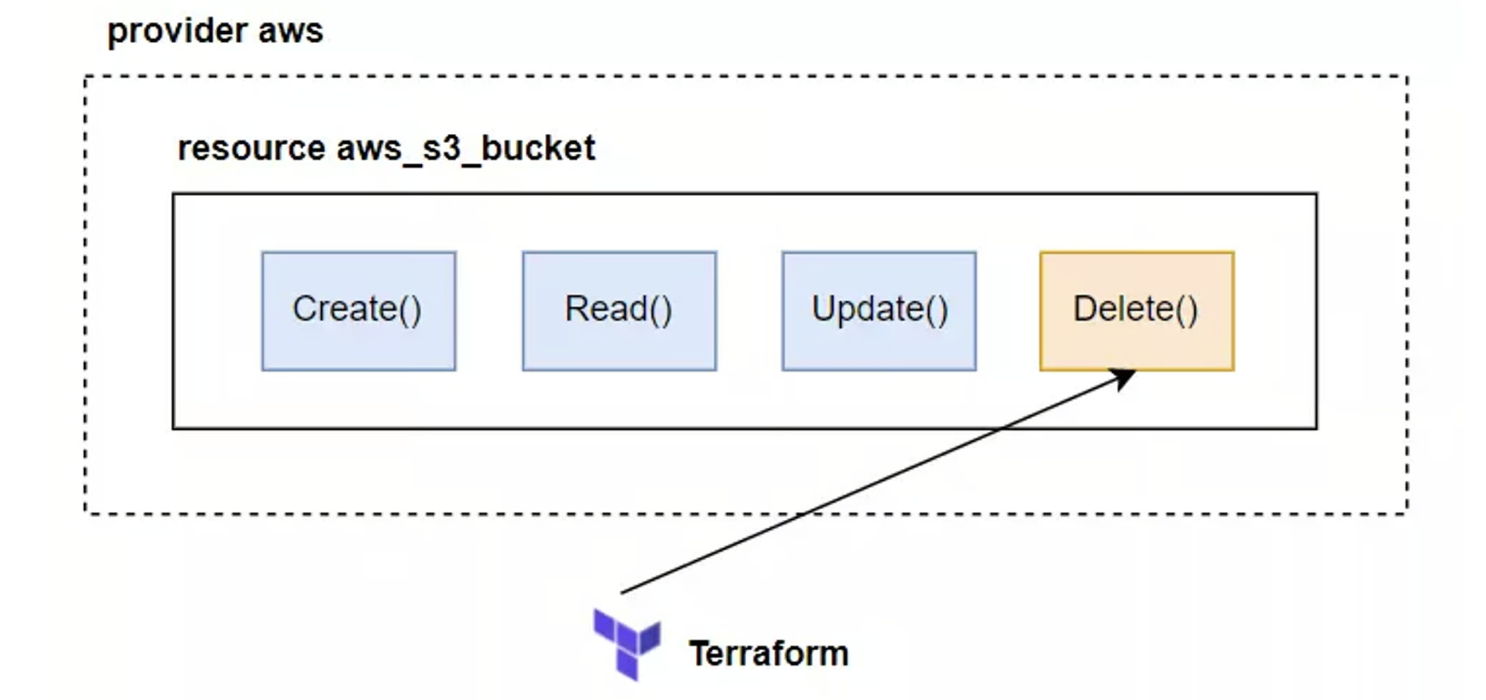 provider aws
resource aws_s3_bucket
Create()
Read()
Update()
Delete()
Terraform